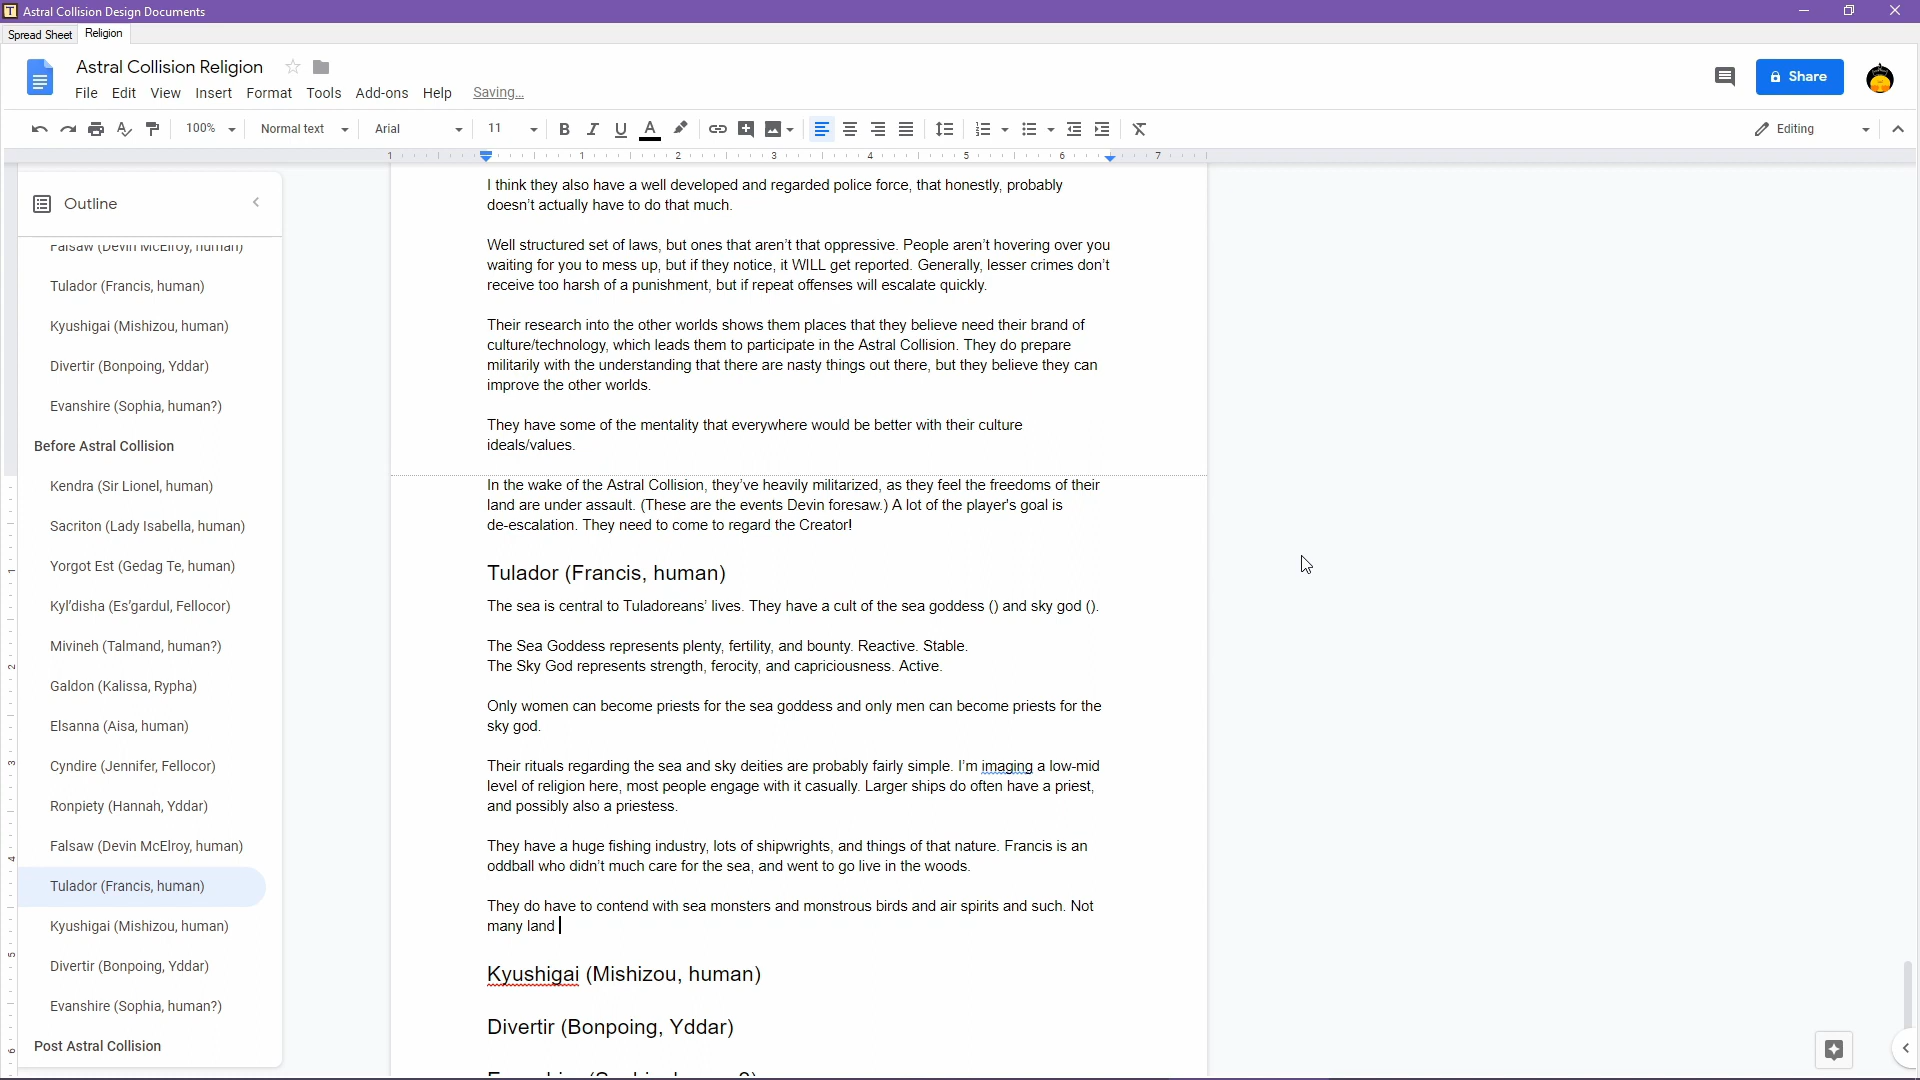 Astral Collision Design Documents
Spread Sheet
Religion
Astral Collision Religion
File Edit View Insert Format Tools Add-ons Help Saving...
Share
100% Normal text Arial 11 B I U A Editing
1 1 2 3 4 5 6 7
Outline
Falsaw (Devin McElroy, human)
Tulador (Francis, human)
Kyushigai (Mishizou, human)
Divertir (Bonpoing, Yddar)
Evanshire (Sophia, human?)
Before Astral Collision
Kendra (Sir Lionel, human)
Sacriton (Lady Isabella, human)
Yorgot Est (Gedag Te, human)
Kyl'disha (Es'gardul, Fellocor)
Mivineh (Talmand, human?)
Galdon (Kalissa, Rypha)
Elsanna (Aisa, human)
Cyndire (Jennifer, Fellocor)
Ronpiety (Hannah, Yddar)
Falsaw (Devin McElroy, human)
Tulador (Francis, human)
Kyushigai (Mishizou, human)
Divertir (Bonpoing, Yddar)
Evanshire (Sophia, human?)
Post Astral Collision
1
2
3
4
5
6
I think they also have a well developed and regarded police force, that honestly, probably
doesn't actually have to do that much.
Well structured set of laws, but ones that aren't that oppressive. People aren't hovering over you
waiting for you to mess up, but if they notice, it WILL get reported. Generally, lesser crimes don't
receive too harsh of a punishment, but if repeat offenses will escalate quickly.
Their research into the other worlds shows them places that they believe need their brand of
culture/technology, which leads them to participate in the Astral Collision. They do prepare
militarily with the understanding that there are nasty things out there, but they believe they can
improve the other worlds.
They have some of the mentality that everywhere would be better with their culture
ideals/values.
In the wake of the Astral Collision, they've heavily militarized, as they feel the freedoms of their
land are under assault. (These are the events Devin foresaw.) A lot of the player's goal is
de-escalation. They need to come to regard the Creator!
Tulador (Francis, human)
The sea is central to Tuladoreans' lives. They have a cult of the sea goddess () and sky god ().
The Sea Goddess represents plenty, fertility, and bounty. Reactive. Stable.
The Sky God represents strength, ferocity, and capriciousness. Active.
Only women can become priests for the sea goddess and only men can become priests for the
sky god.
Their rituals regarding the sea and sky deities are probably fairly simple. I'm imaging a low-mid
level of religion here, most people engage with it casually. Larger ships do often have a priest,
and possibly also a priestess.
They have a huge fishing industry, lots of shipwrights, and things of that nature. Francis is an
oddball who didn't much care for the sea, and went to go live in the woods.
They do have to contend with sea monsters and monstrous birds and air spirits and such. Not
many land
Kyushigai (Mishizou, human)
Divertir (Bonpoing, Yddar)